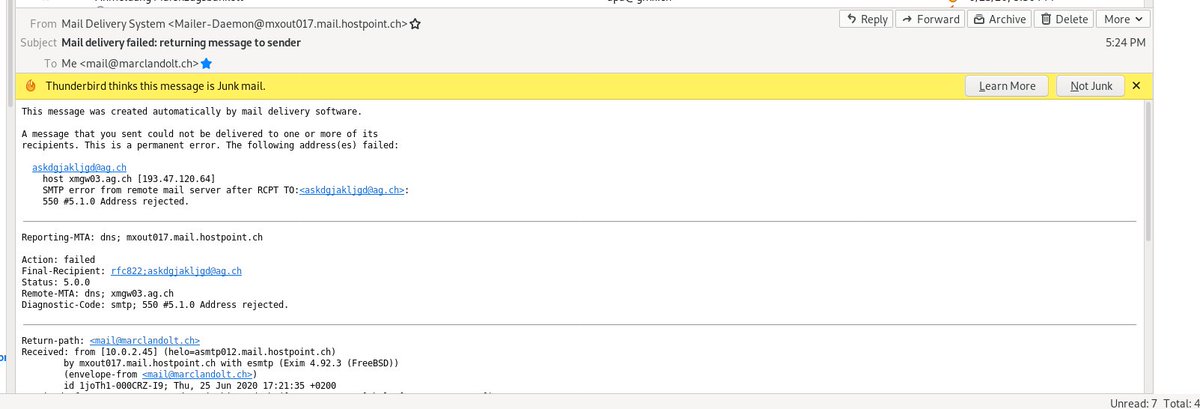 From Mail Delivery System <Mailer-Daemon@mxout017.mail.hostpoint.ch>
Reply Forward Archive Delete More
Subject Mail delivery failed: returning message to sender
5:24 PM
To Me <mail@marclandolt.ch>
Thunderbird thinks this message is Junk mail.
Learn More Not Junk
This message was created automatically by mail delivery software.
A message that you sent could not be delivered to one or more of its
recipients. This is a permanent error. The following address(es) failed:
askdgjakljgd@ag.ch
host xmgw03.ag.ch [193.47.120.64]
SMTP error from remote mail server after RCPT TO:<askdgjakljgd@ag.ch>:
550 #5.1.0 Address rejected.
Reporting-MTA: dns; mxout017.mail.hostpoint.ch
Action: failed
Final-Recipient: rfc822;askdgjakljgd@ag.ch
Status: 5.0.0
Remote-MTA: dns; xmgw03.ag.ch
Diagnostic-Code: smtp; 550 #5.1.0 Address rejected.
Return-path: <mail@marclandolt.ch>
Received: from [10.0.2.45] (helo=asmtp012.mail.hostpoint.ch)
by mxout017.mail.hostpoint.ch with esmtp (Exim 4.92.3 (FreeBSD))
(envelope-from <mail@marclandolt.ch>)
id 1joTh1-000CRZ-I9; Thu, 25 Jun 2020 17:21:35 +0200
Unread: 7 Total: 4